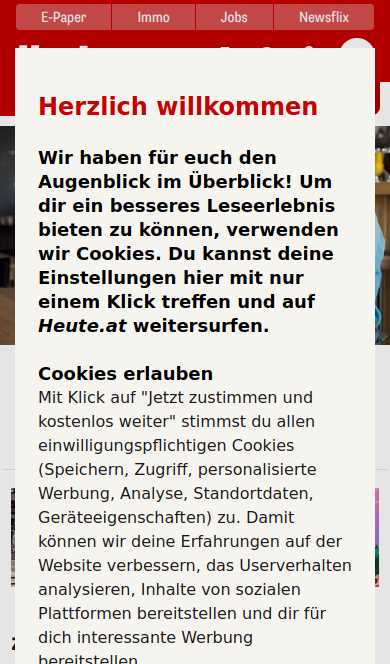 E-Paper
Immo
Jobs
Newsflix
Herzlich willkommen
Wir haben für euch den
Augenblick im Überblick! Um
dir ein besseres Leseerlebnis
bieten zu können, verwenden
wir Cookies. Du kannst deine
Einstellungen hier mit nur
einem Klick treffen und auf
Heute.at weitersurfen.
Cookies erlauben
Mit Klick auf "Jetzt zustimmen und
kostenlos weiter" stimmst du allen
einwilligungspflichtigen Cookies
(Speichern, Zugriff, personalisierte
Werbung, Analyse, Standortdaten,
Geräteeigenschaften) zu. Damit
können wir deine Erfahrungen auf der
Website verbessern, das Userverhalten
analysieren, Inhalte von sozialen
Plattformen bereitstellen und dir für
dich interessante Werbung
bereitstellen